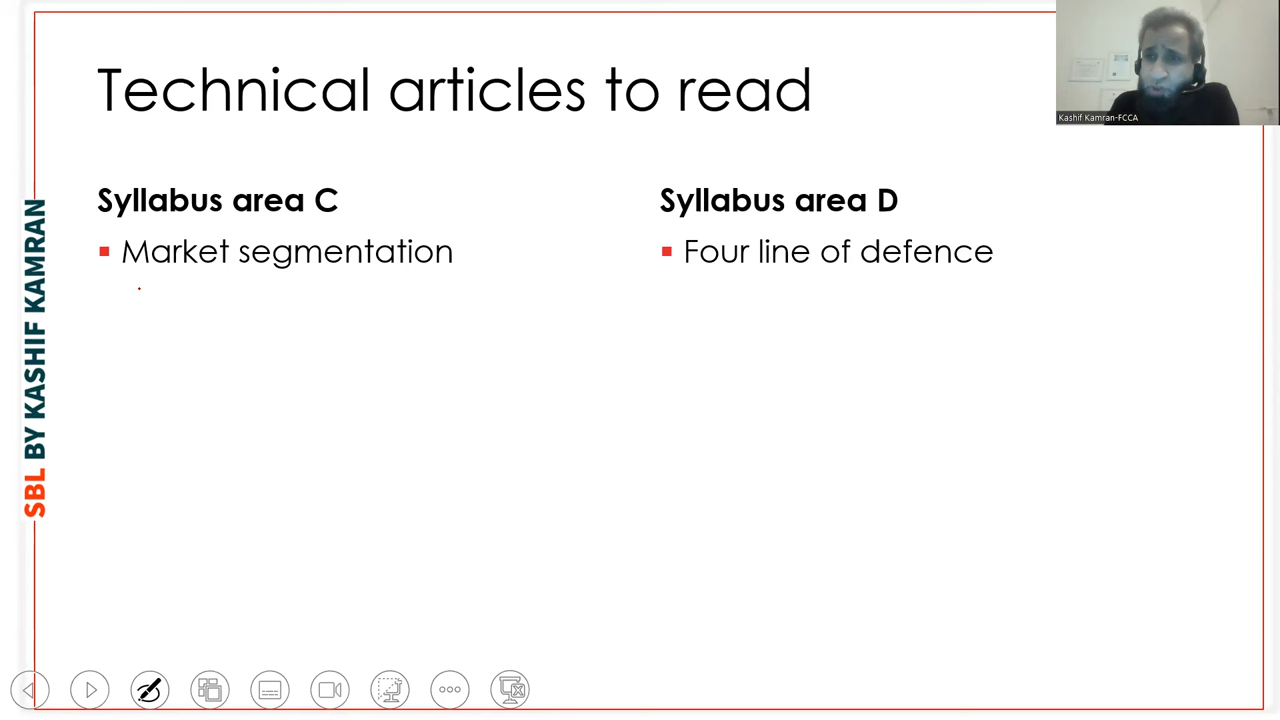 Technical articles to read
Kashif Kamran-FCCA
Syllabus area C
Market segmentation
Syllabus area D
Four line of defence
SBL BY KASHIF KAMRAN